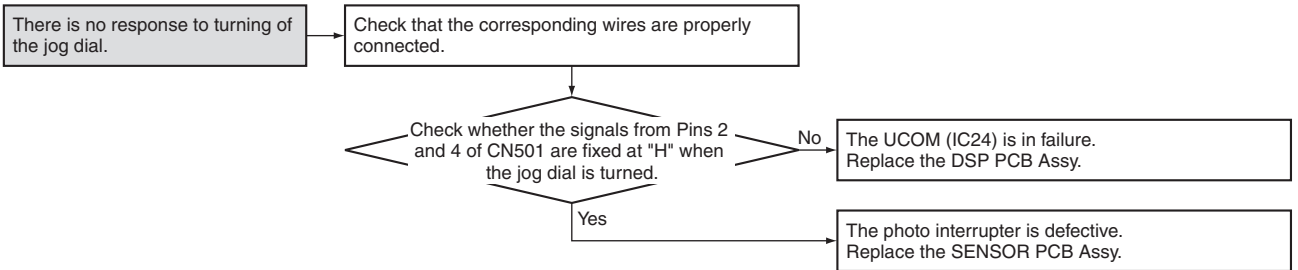 There is no response to turning of
the jog dial.
Check that the corresponding wires are properly
connected.
Check whether the signals from Pins 2
and 4 of CN501 are fixed at "H" when
the jog dial is turned.
No
The UCOM (IC24) is in failure.
Replace the DSP PCB Assy.
Yes
The photo interrupter is defective.
Replace the SENSOR PCB Assy.